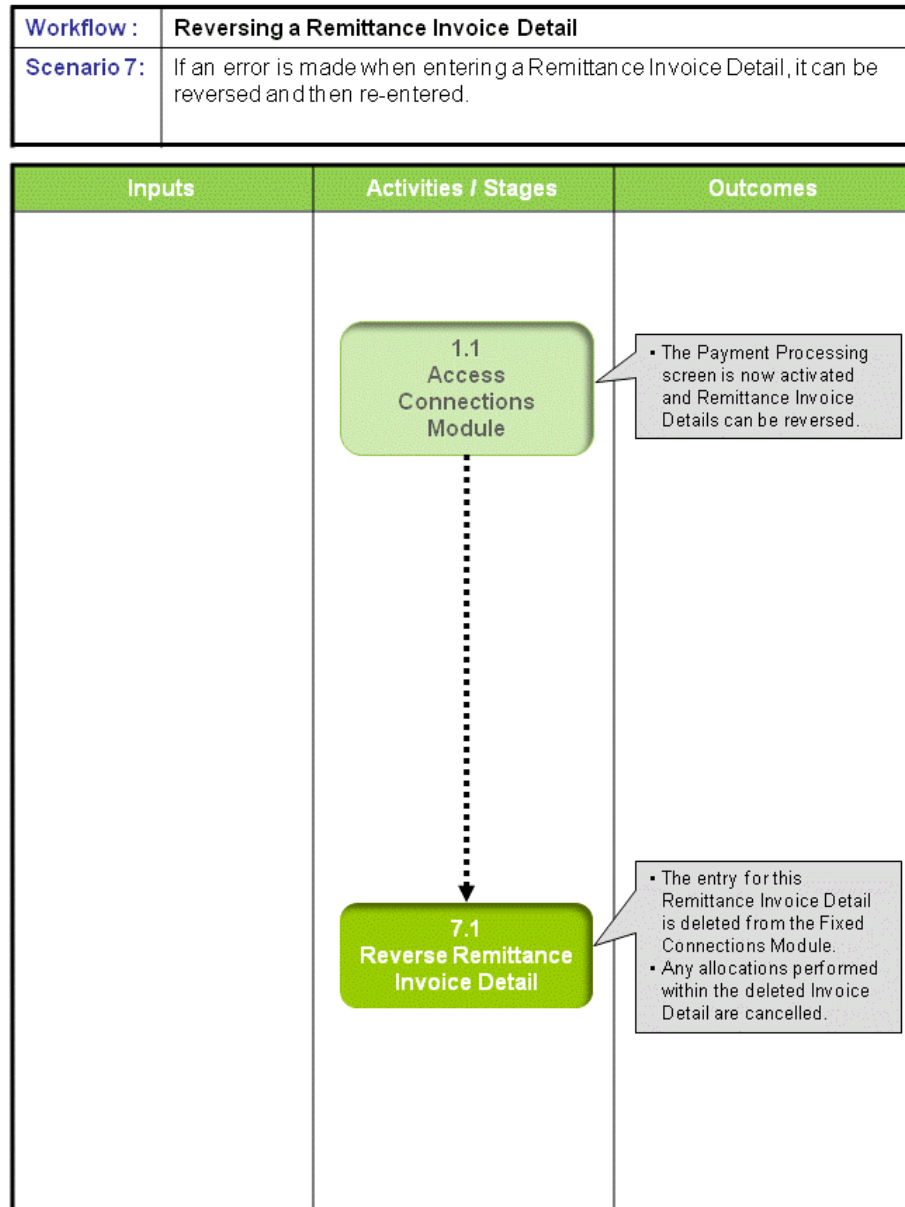 Workflow : Reversing a Remittance Invoice Detail
Scenario 7: If an error is made when entering a Remittance Invoice Detail, it can be
reversed and then re-entered.
Inputs Activities / Stages Outcomes
1.1
Access
Connections
Module
▪ The Payment Processing
screen is now activated
and Remittance Invoice
Details can be reversed.
7.1
Reverse Remittance
Invoice Detail
▪ The entry for this
Remittance Invoice Detail
is deleted from the Fixed
Connections Module.
▪ Any allocations performed
within the deleted Invoice
Detail are cancelled.